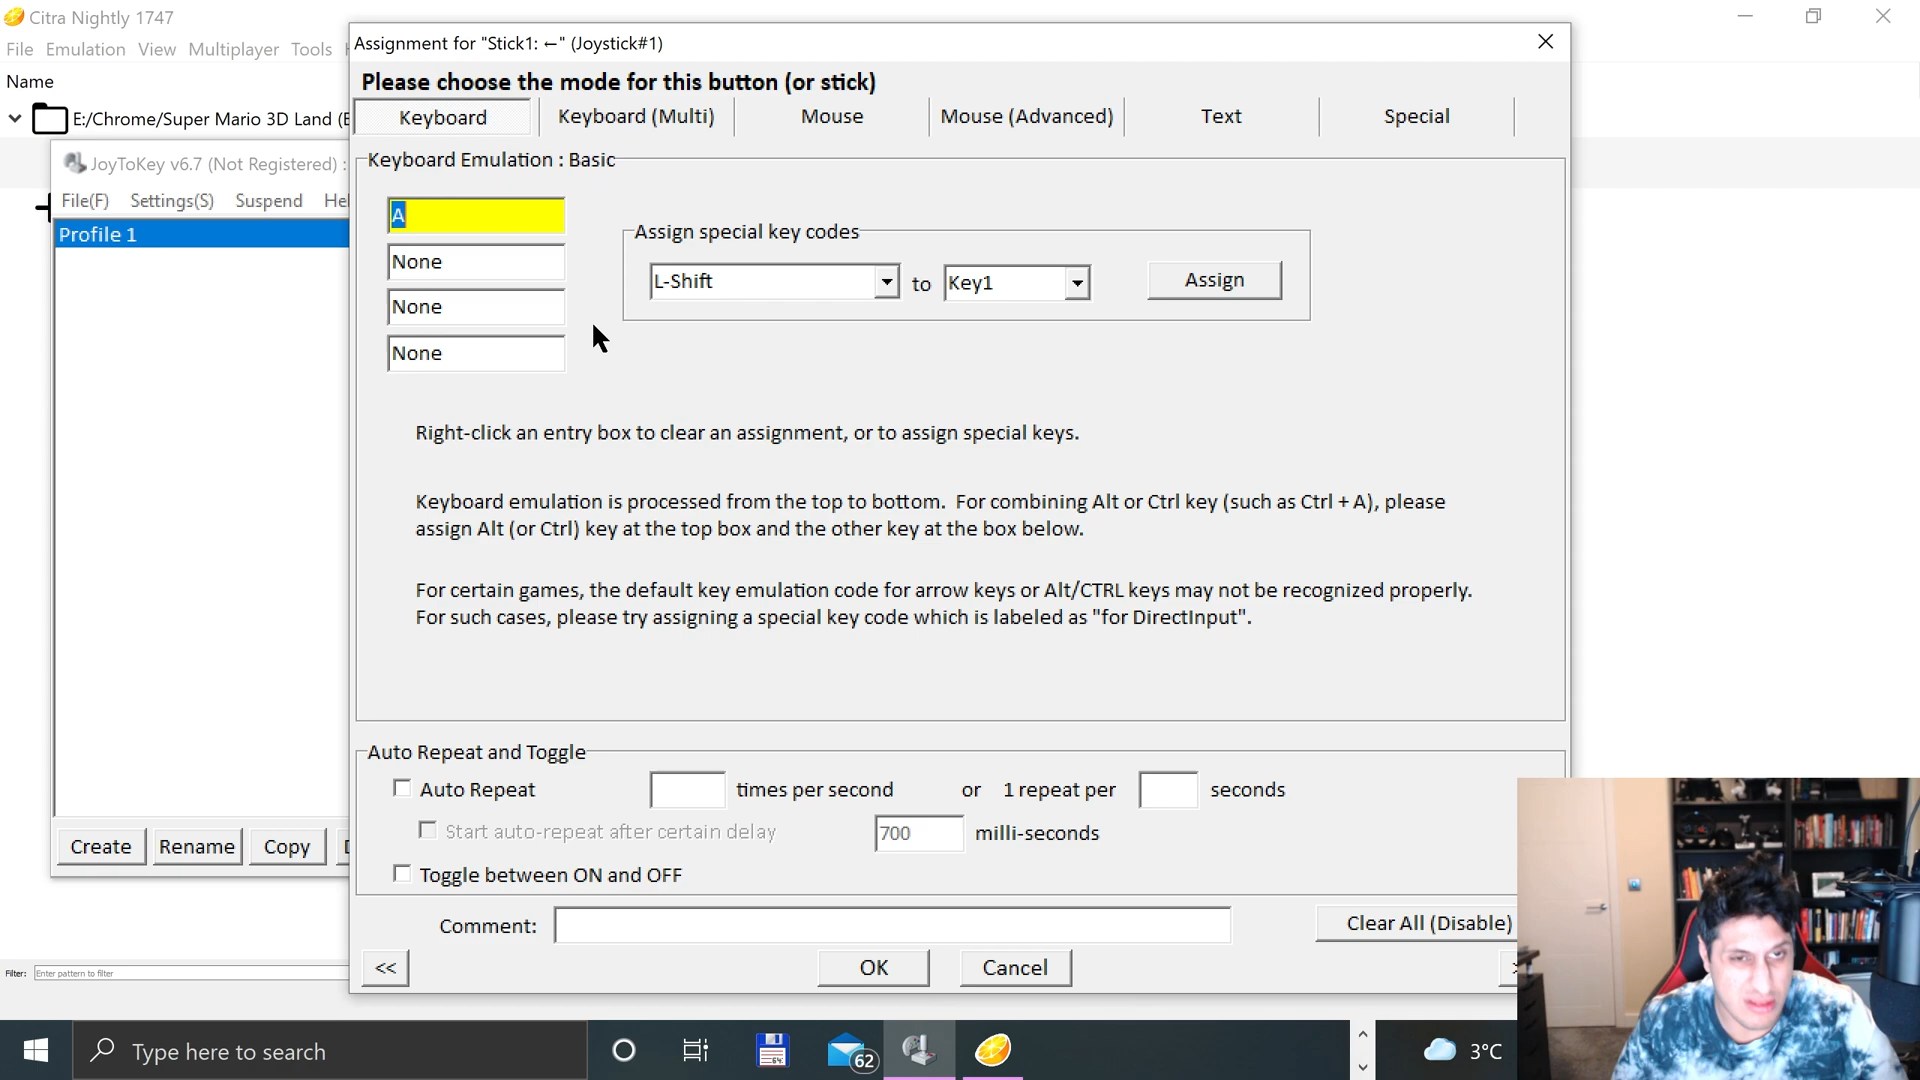 Citra Nightly 1747
File Emulation View Multiplayer Tools
Name
E:/Chrome/Super Mario 3D Land (E
JoyToKey v6.7 (Not Registered) :
File(F) Settings(S) Suspend Hel
Profile 1
Create Rename Copy
Filter: Enter pattern to filter
Assignment for "Stick1: ←" (Joystick#1)
Please choose the mode for this button (or stick)
Keyboard Keyboard (Multi) Mouse Mouse (Advanced) Text Special
Keyboard Emulation : Basic
A
None
None
None
Assign special key codes
L-Shift to Key1 Assign
Right-click an entry box to clear an assignment, or to assign special keys.
Keyboard emulation is processed from the top to bottom. For combining Alt or Ctrl key (such as Ctrl + A), please
assign Alt (or Ctrl) key at the top box and the other key at the box below.
For certain games, the default key emulation code for arrow keys or Alt/CTRL keys may not be recognized properly.
For such cases, please try assigning a special key code which is labeled as "for DirectInput".
Auto Repeat and Toggle
Auto Repeat times per second or 1 repeat per seconds
Start auto-repeat after certain delay 700 milli-seconds
Toggle between ON and OFF
Comment: Clear All (Disable)
<< OK Cancel
Type here to search 64 62 3°C